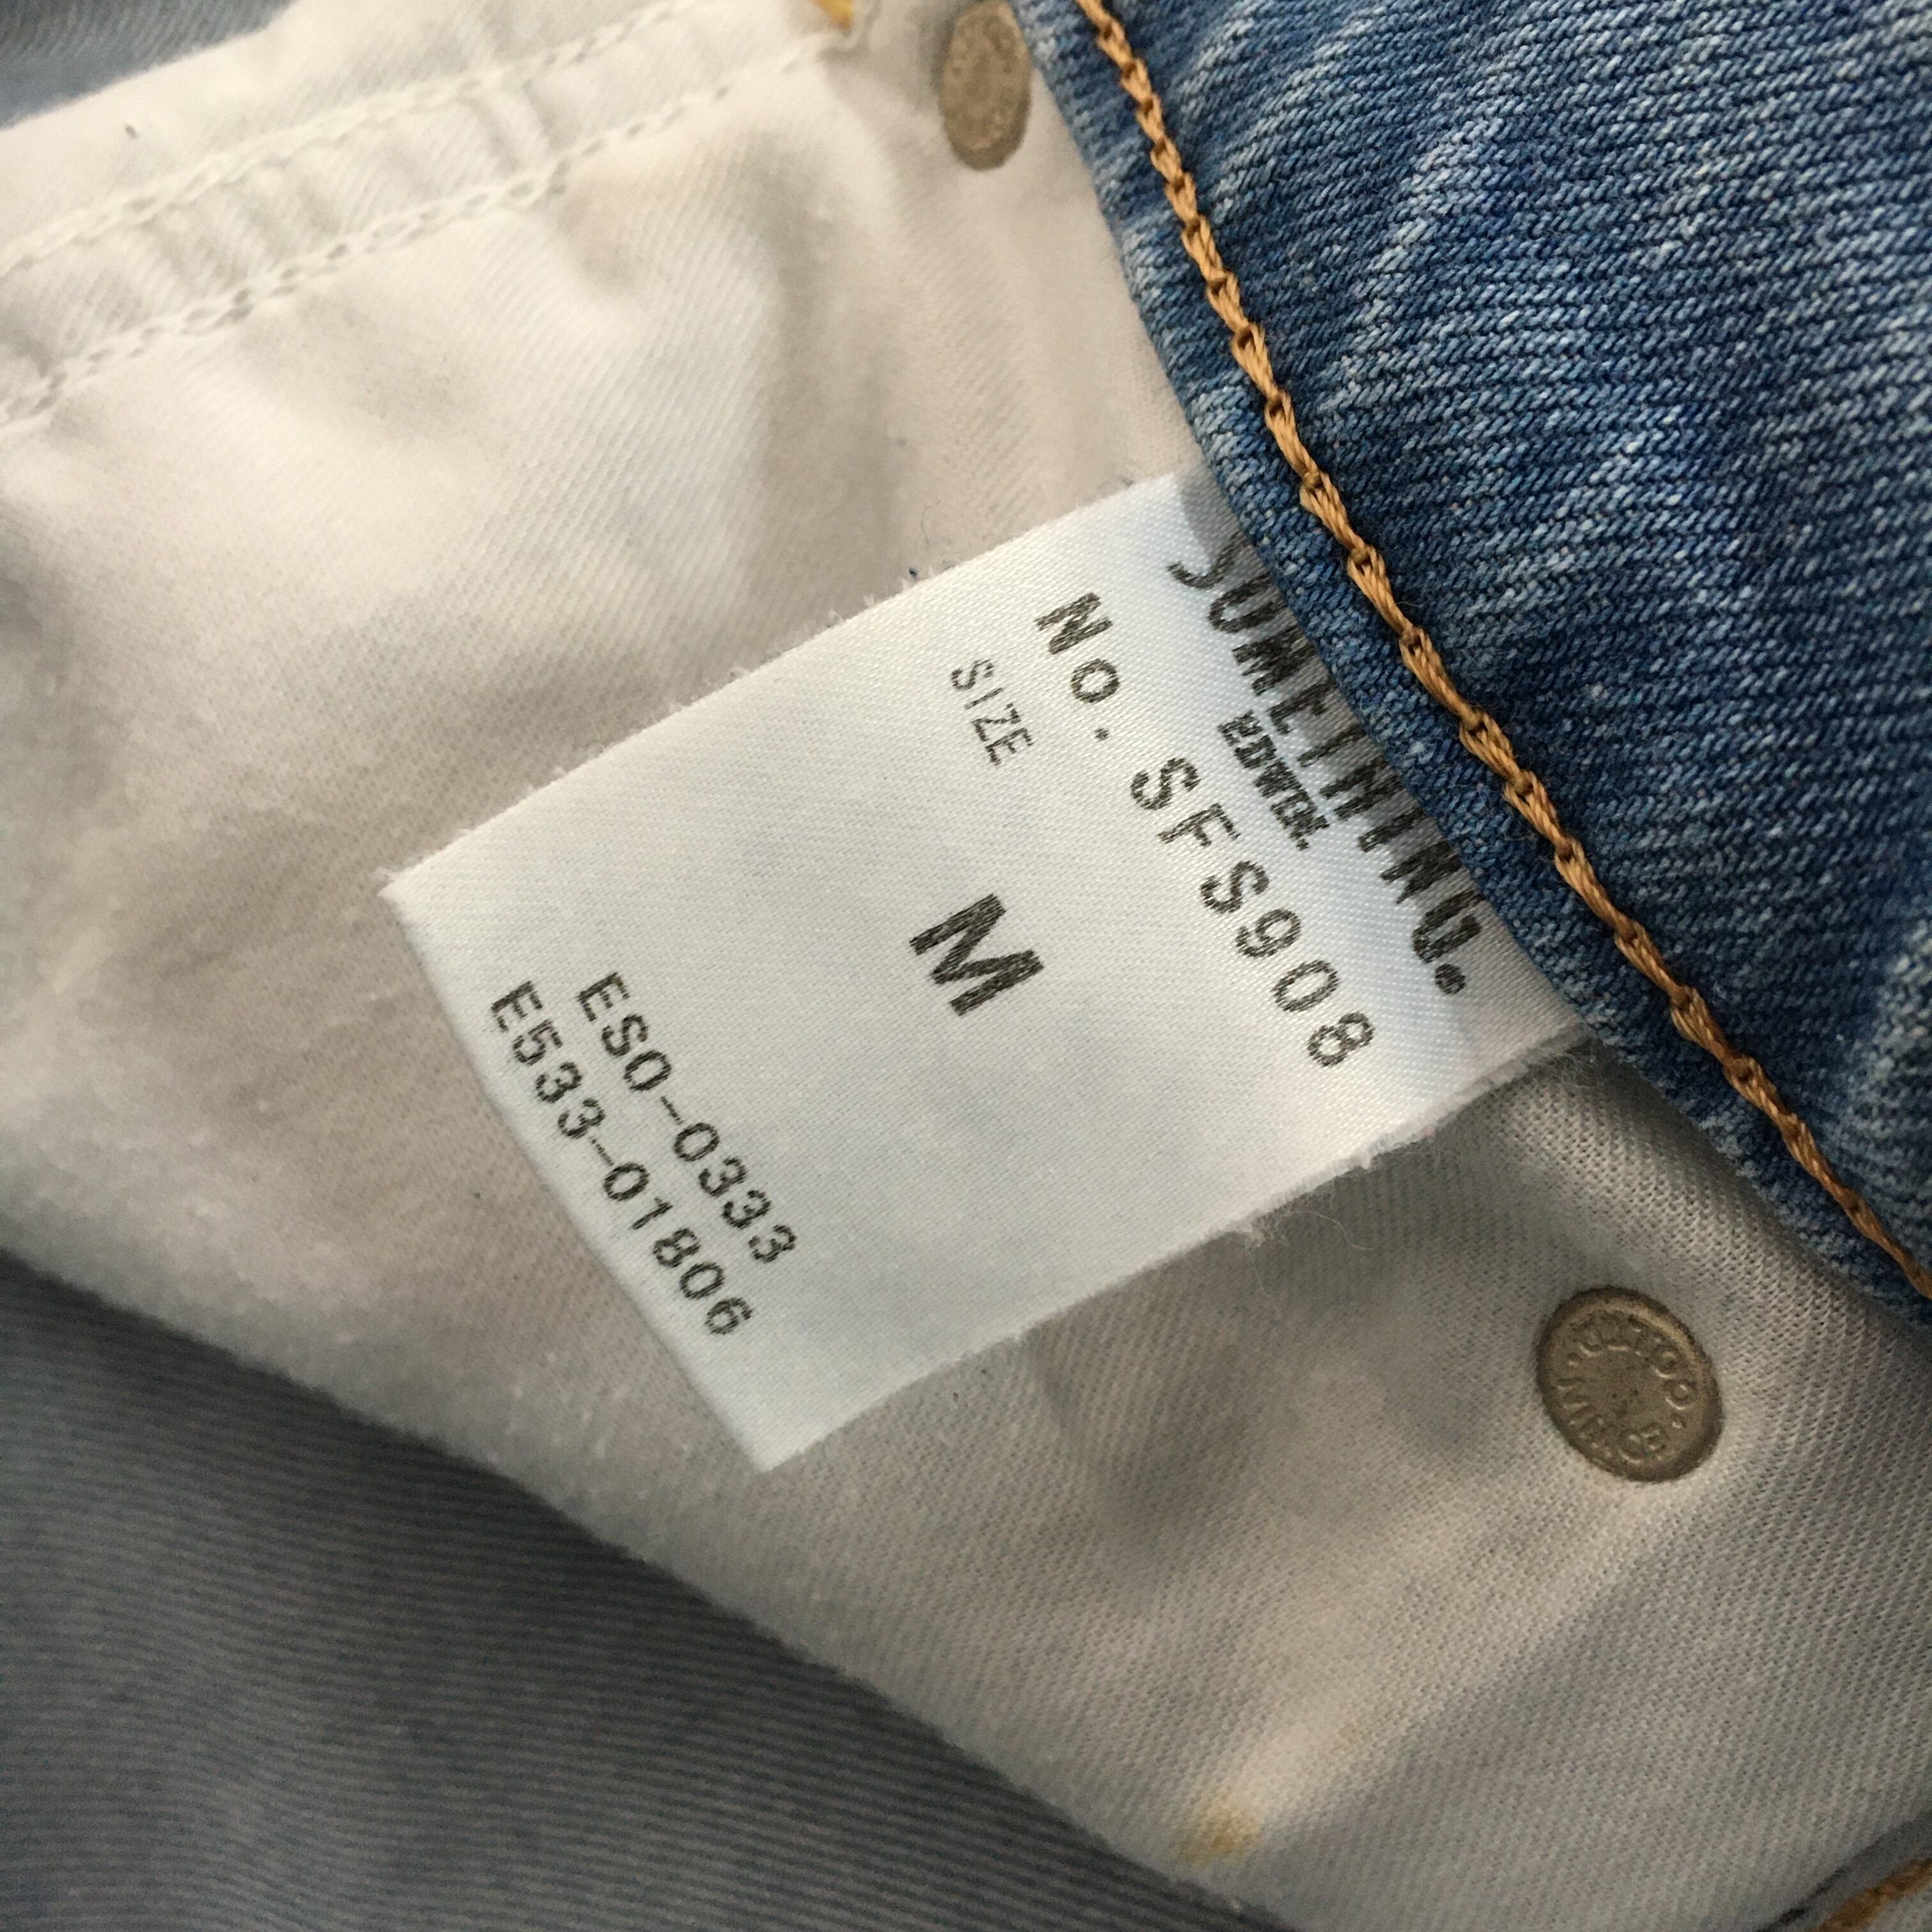 SOMETHING.
EDWIN.
No. SFS908
SIZE
M
ES0-0333
E533-01806